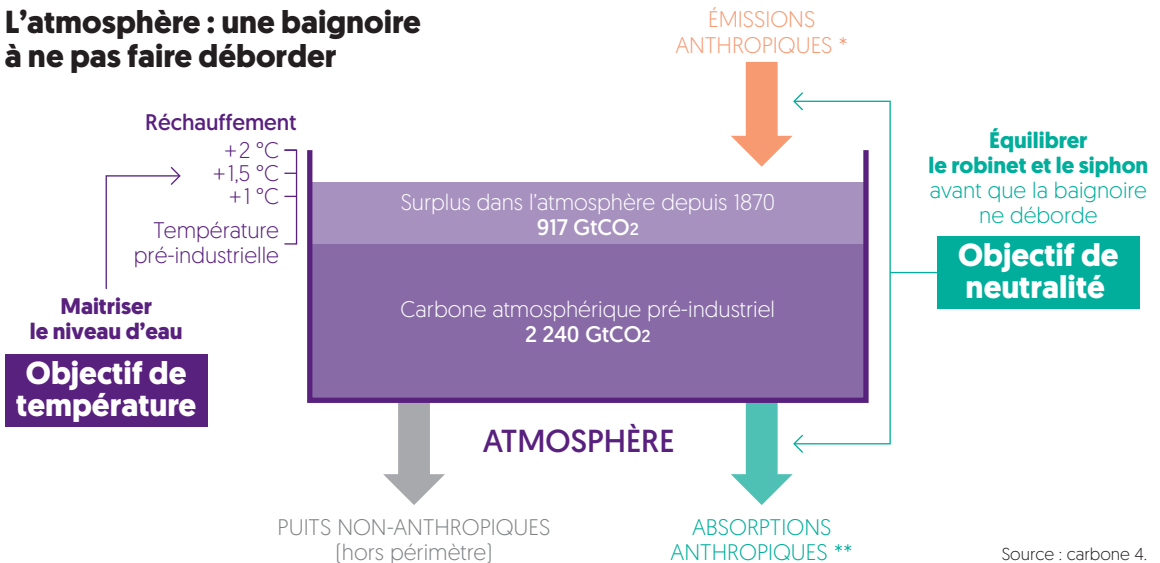 L'atmosphère : une baignoire
à ne pas faire déborder
ÉMISSIONS
ANTHROPIQUES *
Réchauffement
+2 °C
+1,5 °C
+1 °C
Température
pré-industrielle
Maitriser
le niveau d'eau
Objectif de
température
Surplus dans l'atmosphère depuis 1870
917 GtCO2
Carbone atmosphérique pré-industriel
2 240 GtCO2
Équilibrer
le robinet et le siphon
avant que la baignoire
ne déborde
Objectif de
neutralité
ATMOSPHÈRE
PUITS NON-ANTHROPIQUES
(hors périmètre)
ABSORPTIONS
ANTHROPIQUES **
Source : carbone 4.